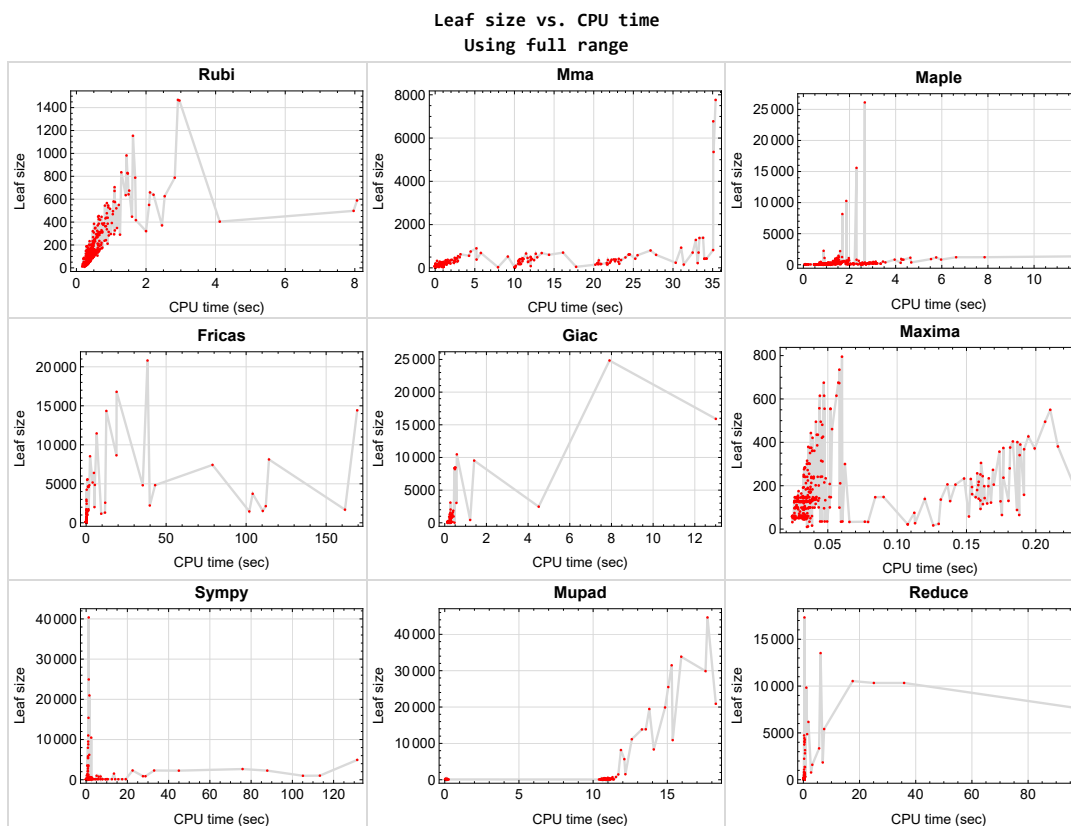 Leaf size vs. CPU time
Using full range
Rubi
Leaf size
1400
1200
1000
800
600
400
200
0
0 2 4 6 8
CPU time (sec)
Mma
Leaf size
8000
6000
4000
2000
0
0 5 10 15 20 25 30 35
CPU time (sec)
Maple
Leaf size
25 000
20 000
15 000
10 000
5000
0
0 2 4 6 8 10
CPU time (sec)
Fricas
Leaf size
20 000
15 000
10 000
5000
0
0 50 100 150
CPU time (sec)
Giac
Leaf size
25 000
20 000
15 000
10 000
5000
0
0 2 4 6 8 10 12
CPU time (sec)
Maxima
Leaf size
800
600
400
200
0
0.05 0.10 0.15 0.20
CPU time (sec)
Sympy
Leaf size
40 000
30 000
20 000
10 000
0
0 20 40 60 80 100 120
CPU time (sec)
Mupad
Leaf size
40 000
30 000
20 000
10 000
0
0 5 10 15
CPU time (sec)
Reduce
Leaf size
15 000
10 000
5000
0
0 20 40 60 80
CPU time (sec)